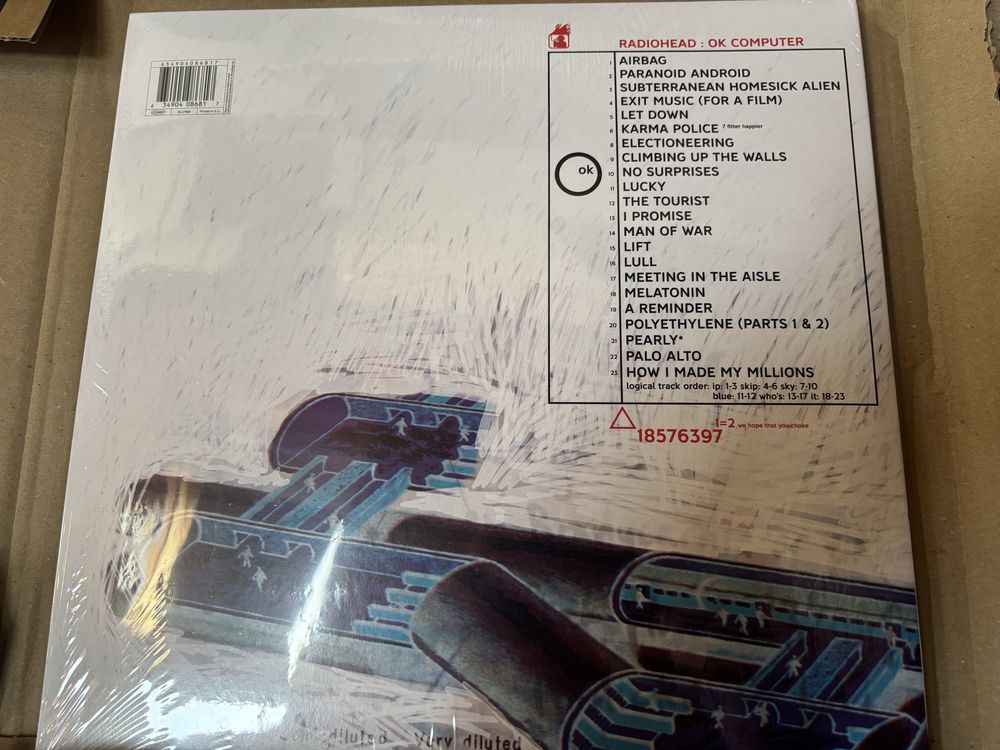 634904086817
6 34904 08681 7
RADIOHEAD : OK COMPUTER
1 AIRBAG
2 PARANOID ANDROID
3 SUBTERRANEAN HOMESICK ALIEN
4 EXIT MUSIC (FOR A FILM)
5 LET DOWN
6 KARMA POLICE 7 fitter happier
8 ELECTIONEERING
9 CLIMBING UP THE WALLS
ok
10 NO SURPRISES
11 LUCKY
12 THE TOURIST
13 I PROMISE
14 MAN OF WAR
15 LIFT
16 LULL
17 MEETING IN THE AISLE
18 MELATONIN
19 A REMINDER
20 POLYETHYLENE (PARTS 1 & 2)
21 PEARLY*
22 PALO ALTO
23 HOW I MADE MY MILLIONS
logical track order: ip: 1-3 skip: 4-6 sky: 7-10
blue: 11-12 who's: 13-17 it: 18-23
1=2 we hope that you:choke
18576397
diluted very diluted